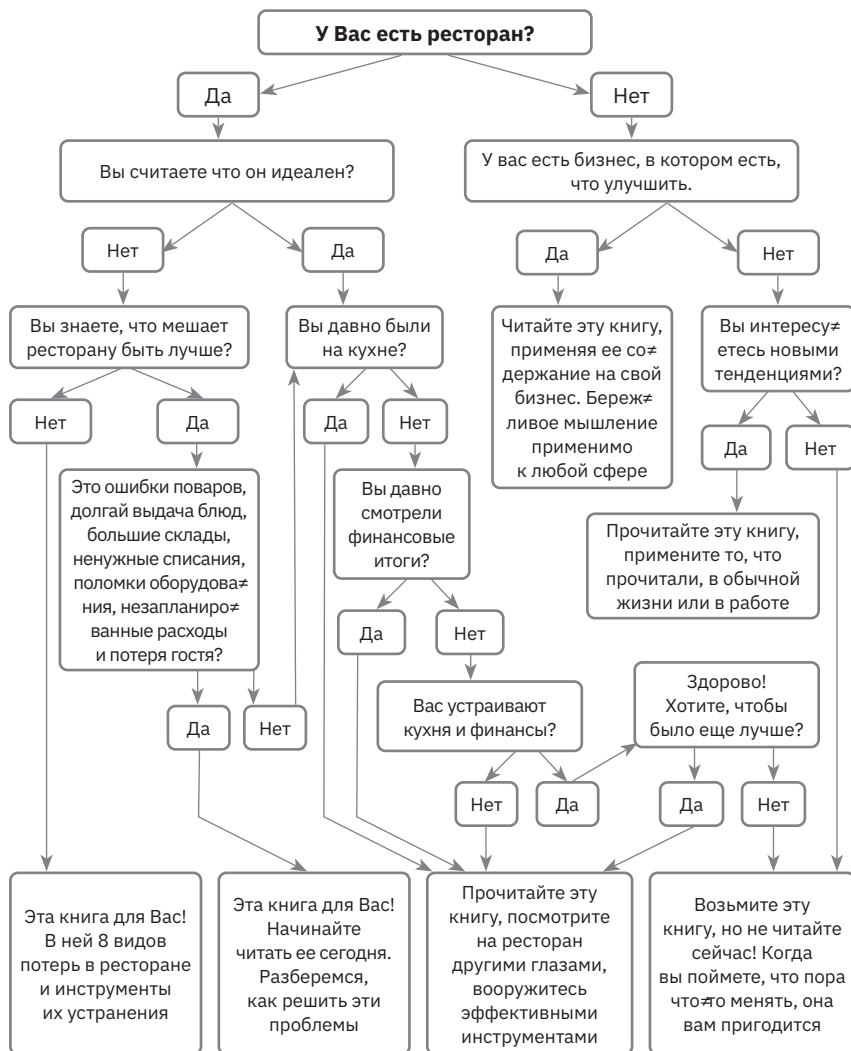 У Вас есть ресторан?
Да
Нет
Вы считаете что он идеален?
У вас есть бизнес, в котором есть,
что улучшить.
Нет
Да
Да
Нет
Вы знаете, что мешает
ресторану быть лучше?
Вы давно были
на кухне?
Читайте эту книгу,
применяя ее со≠
держание на свой
бизнес. Береж≠
ливое мышление
применимо
к любой сфере
Вы интересу≠
етесь новыми
тенденциями?
Нет
Да
Да
Нет
Да
Нет
Это ошибки поваров,
долгай выдача блюд,
большие склады,
ненужные списания,
поломки оборудова≠
ния, незапланиро≠
ванные расходы
и потеря гостя?
Вы давно
смотрели
финансовые
итоги?
Прочитайте эту книгу,
примените то, что
прочитали, в обычной
жизни или в работе
Да
Нет
Да
Нет
Вас устраивают
кухня и финансы?
Здорово!
Хотите, чтобы
было еще лучше?
Нет
Да
Да
Нет
Эта книга для Вас!
В ней 8 видов
потерь в ресторане
и инструменты
их устранения
Эта книга для Вас!
Начинайте
читать ее сегодня.
Разберемся,
как решить эти
проблемы
Прочитайте эту
книгу, посмотрите
на ресторан
другими глазами,
вооружитесь
эффективными
инструментами
Возьмите эту
книгу, но не читайте
сейчас! Когда
вы поймете, что пора
что≠то менять, она
вам пригодится